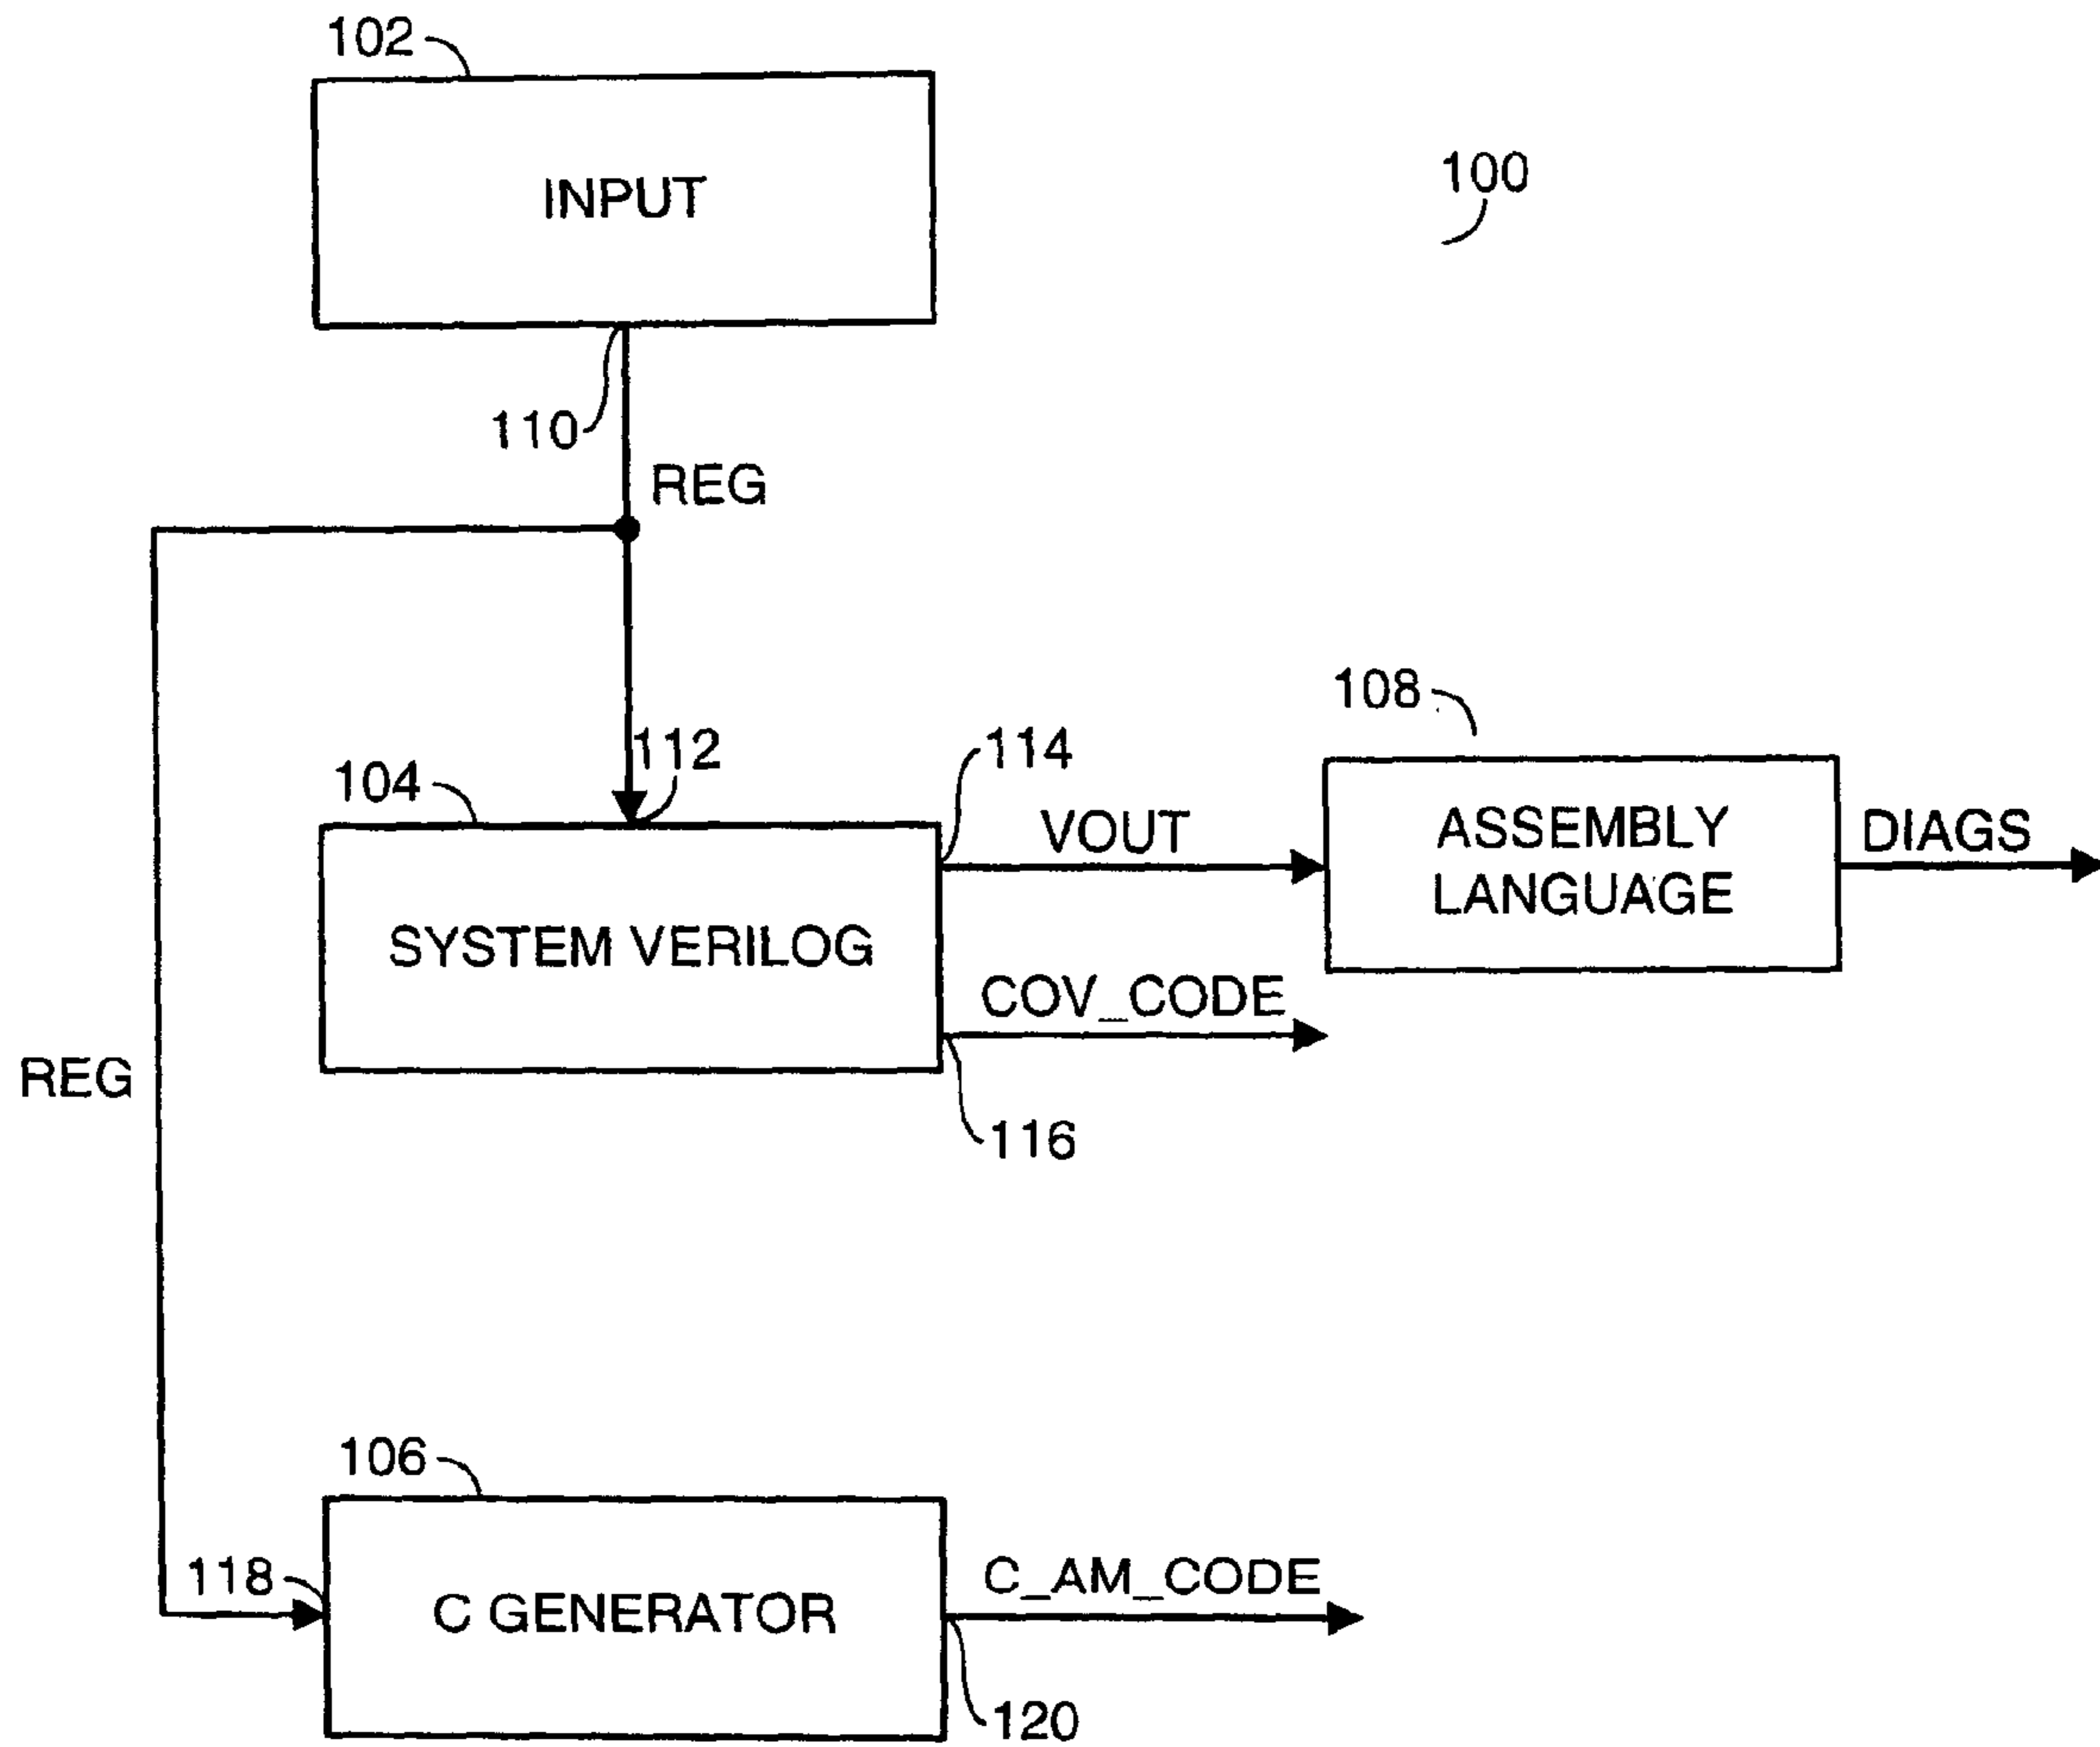 102
INPUT
100
110
REG
108
112
114
104
VOUT
ASSEMBLY
LANGUAGE
DIAGS
SYSTEM VERILOG
COV_CODE
REG
116
106
118
C GENERATOR
C_AM_CODE
120